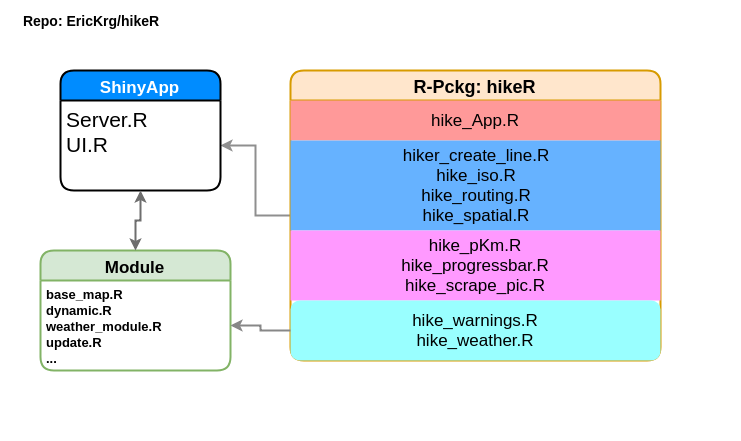 Repo: EricKrg/hikeR
ShinyApp
Server.R
UI.R
Module
base_map.R
dynamic.R
weather_module.R
update.R
...
R-Pckg: hikeR
hike_App.R
hiker_create_line.R
hike_iso.R
hike_routing.R
hike_spatial.R
hike_pKm.R
hike_progressbar.R
hike_scrape_pic.R
hike_warnings.R
hike_weather.R